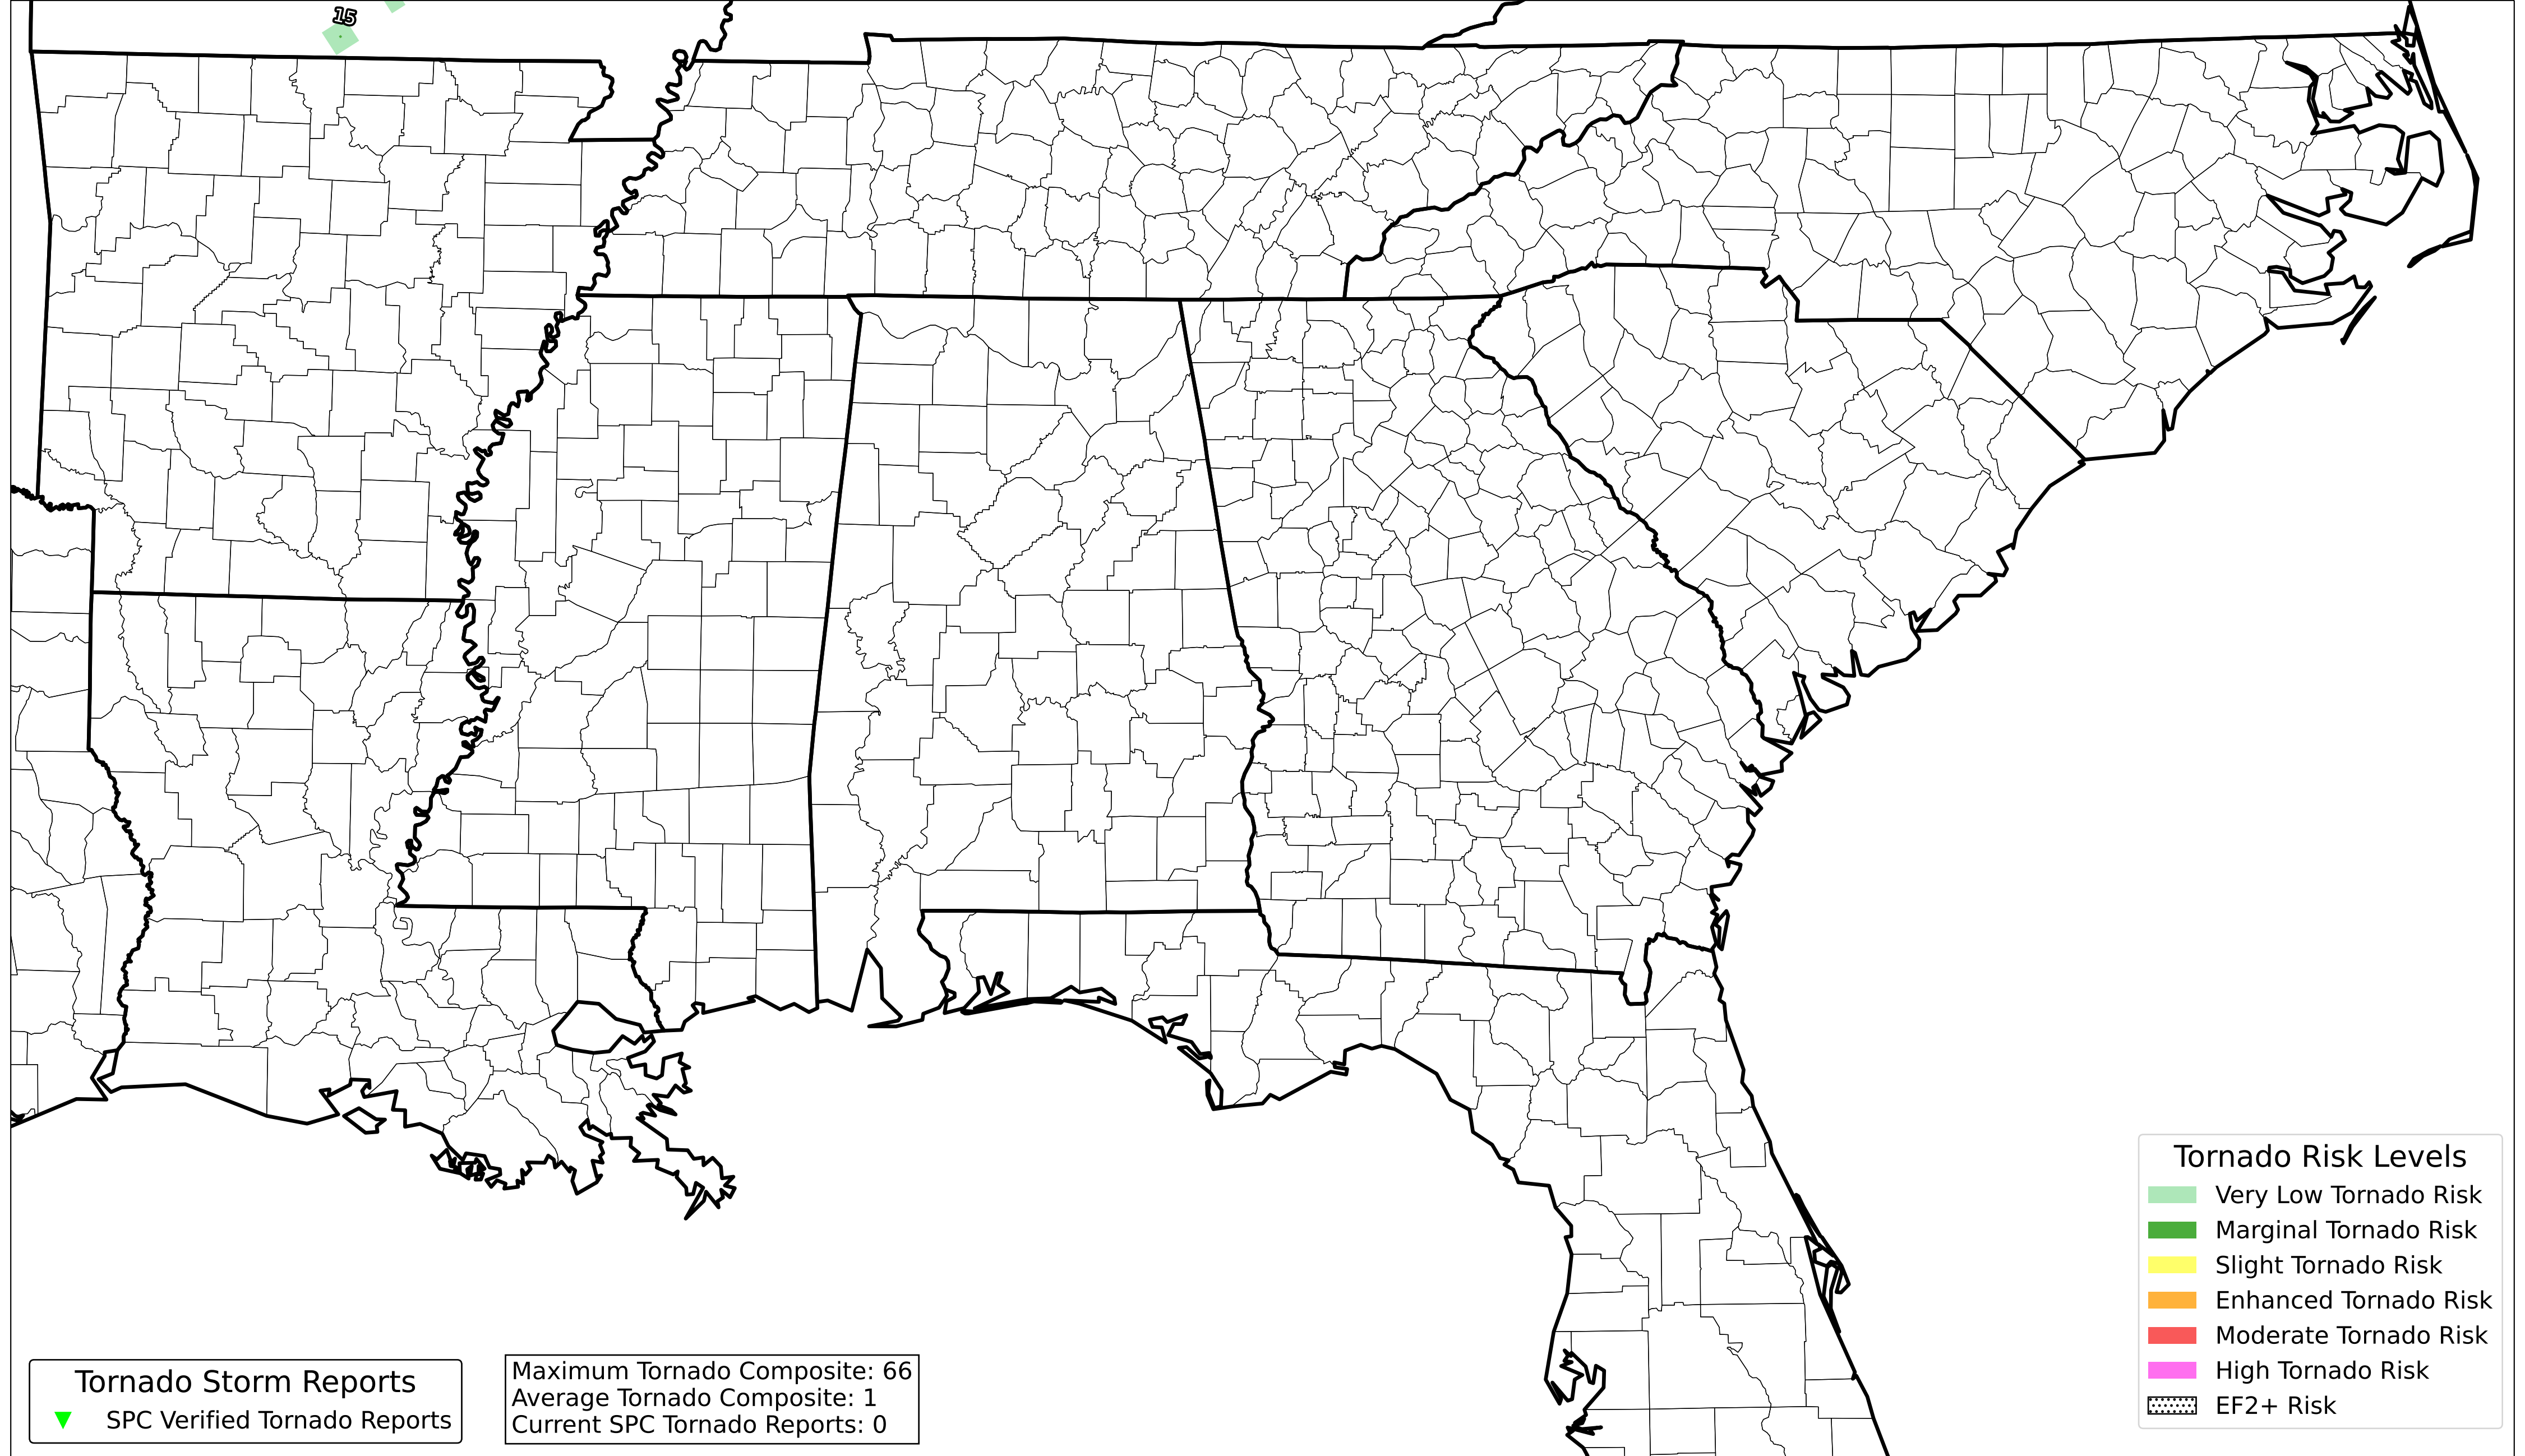 15
Tornado Risk Levels
Very Low Tornado Risk
Marginal Tornado Risk
Slight Tornado Risk
Enhanced Tornado Risk
Moderate Tornado Risk
High Tornado Risk
EF2+ Risk
Tornado Storm Reports
SPC Verified Tornado Reports
Maximum Tornado Composite: 66
Average Tornado Composite: 1
Current SPC Tornado Reports: 0